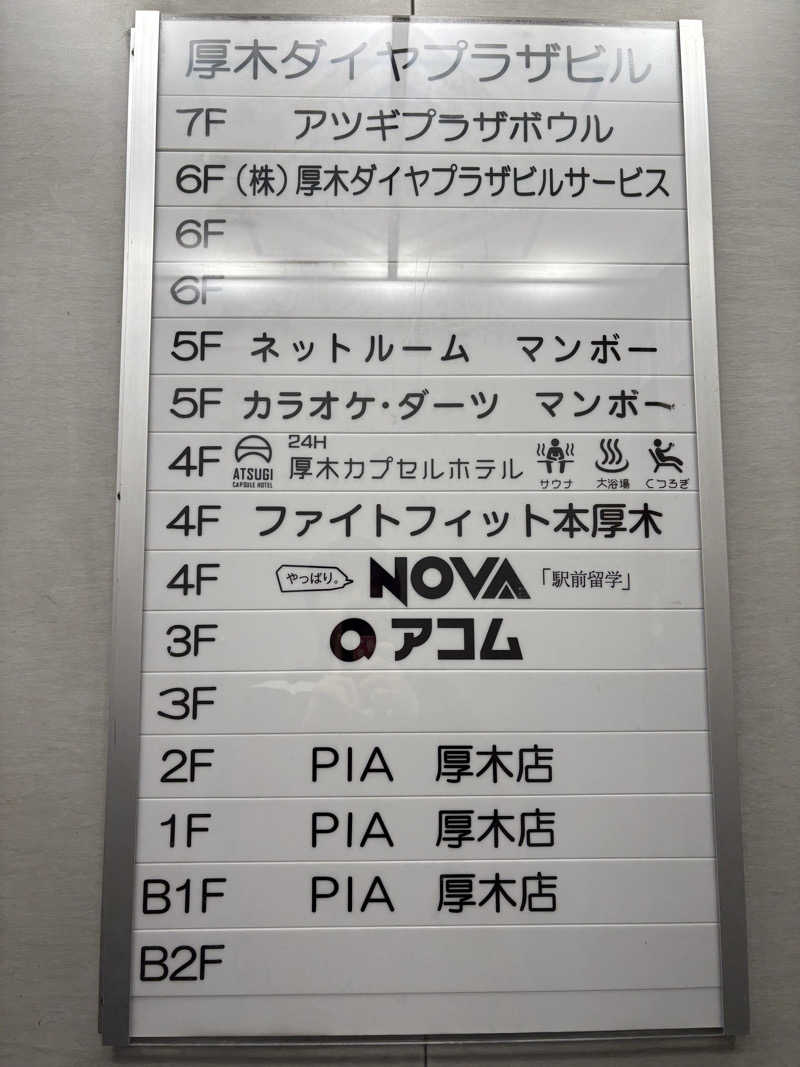 厚木ダイヤプラザビル
7F アツギプラザボウル
6F (株)厚木ダイヤプラザビルサービス
6F
6F
5F ネットルーム マンボー
5F カラオケ・ダーツ マンボー
4F ATSUGI CAPSULE HOTEL 24H 厚木カプセルホテル サウナ 大浴場 くつろぎ
4F ファイトフィット本厚木
4F やっぱり。 NOVA 「駅前留学」
3F アコム
3F
2F PIA 厚木店
1F PIA 厚木店
B1F PIA 厚木店
B2F